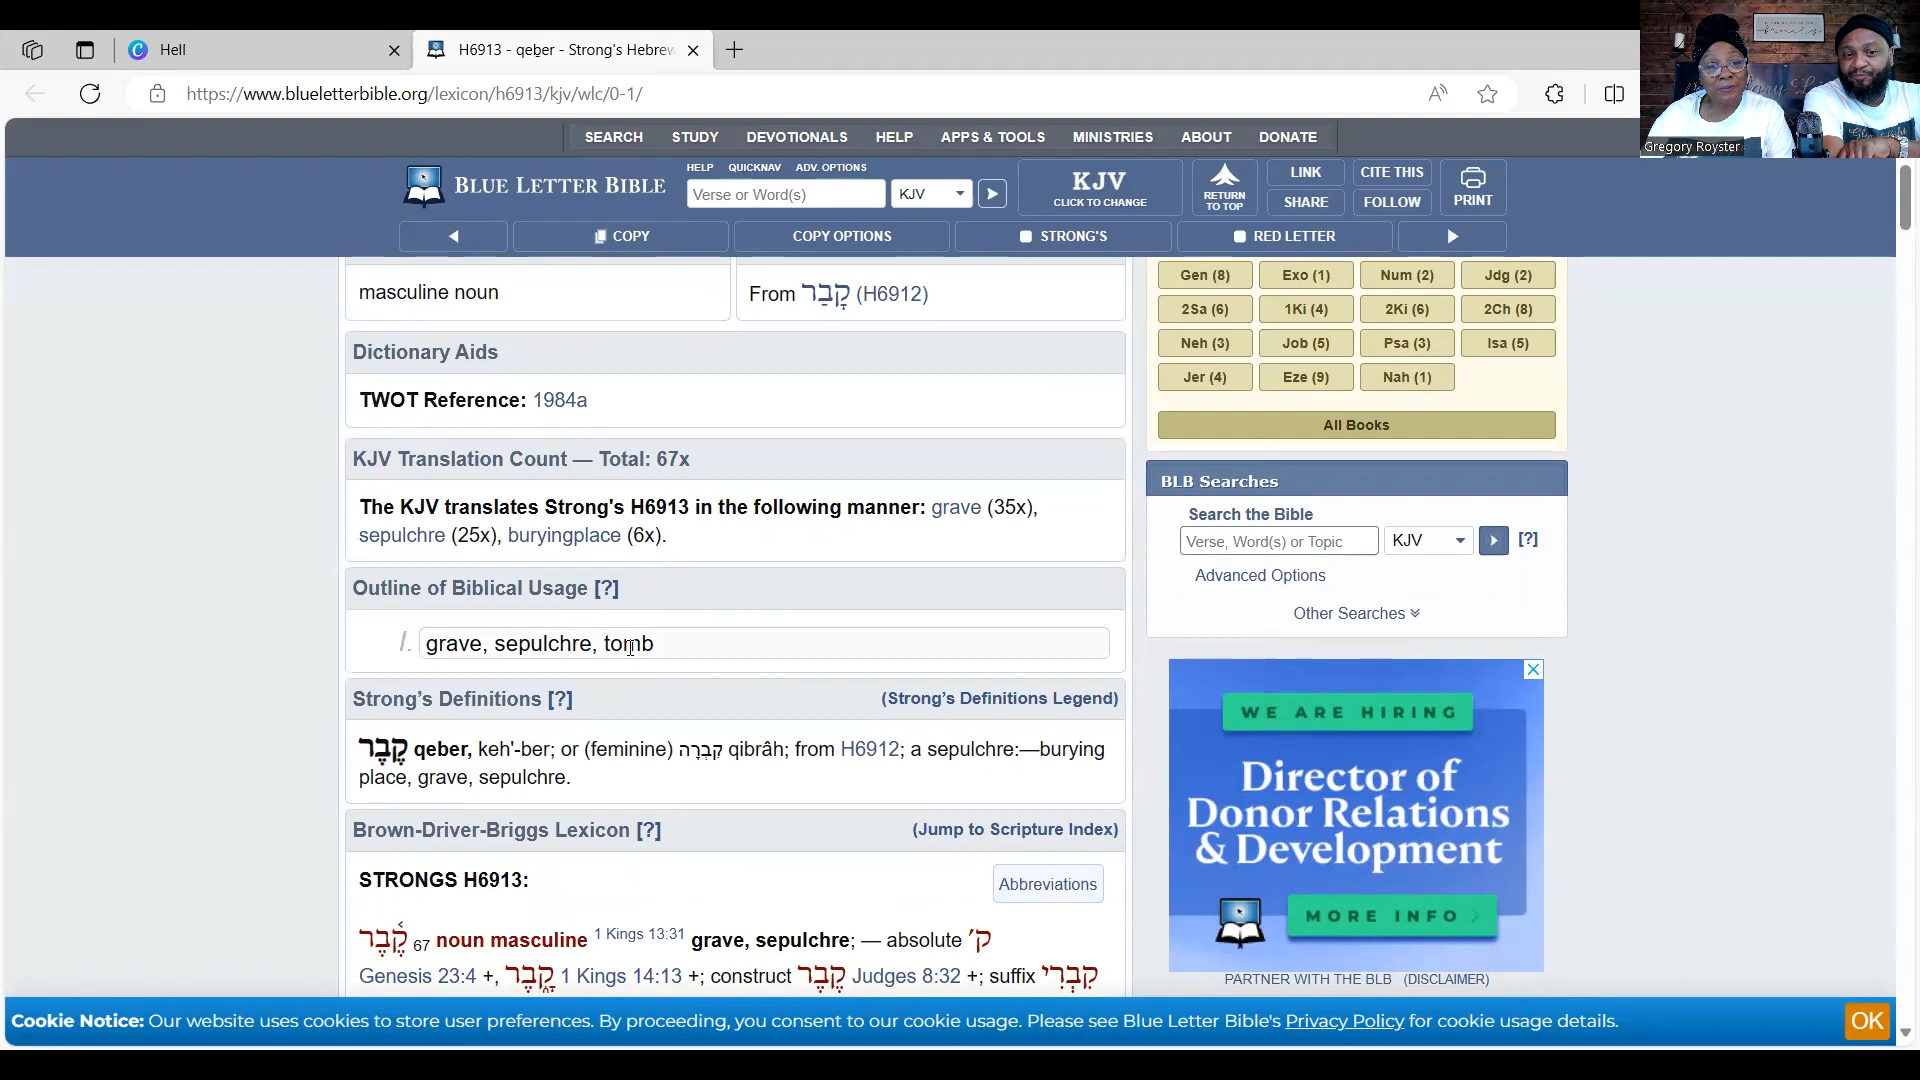 Hell
H6913 - qeḇer - Strong's Hebrew
https://www.blueletterbible.org/lexicon/h6913/kjv/wlc/0-1/
Gregory Royster
SEARCH STUDY DEVOTIONALS HELP APPS & TOOLS MINISTRIES ABOUT DONATE
BLUE LETTER BIBLE
HELP QUICKNAV ADV. OPTIONS
Verse or Word(s) KJV
KJV
CLICK TO CHANGE
RETURN
TO TOP
LINK CITE THIS
SHARE FOLLOW
PRINT
COPY COPY OPTIONS STRONG'S RED LETTER
masculine noun
From קָבַר (H6912)
Dictionary Aids
TWOT Reference: 1984a
KJV Translation Count — Total: 67x
The KJV translates Strong's H6913 in the following manner: grave (35x),
sepulchre (25x), buryingplace (6x).
Outline of Biblical Usage [?]
I. grave, sepulchre, tomb
Strong’s Definitions [?] (Strong’s Definitions Legend)
קֶבֶר qeber, keh'-ber; or (feminine) קִבְרָה qibrâh; from H6912; a sepulchre:—burying
place, grave, sepulchre.
Brown-Driver-Briggs Lexicon [?] (Jump to Scripture Index)
STRONGS H6913:
Abbreviations
קֶ֫בֶר 67 noun masculine 1 Kings 13:31 grave, sepulchre; — absolute ק׳
Genesis 23:4 +, קָ֑בֶר 1 Kings 14:13 +; construct קֶבֶר Judges 8:32 +; suffix קִבְרִי
Gen (8) Exo (1) Num (2) Jdg (2)
2Sa (6) 1Ki (4) 2Ki (6) 2Ch (8)
Neh (3) Job (5) Psa (3) Isa (5)
Jer (4) Eze (9) Nah (1)
All Books
BLB Searches
Search the Bible
Verse, Word(s) or Topic KJV [?]
Advanced Options
Other Searches
WE ARE HIRING
Director of
Donor Relations
& Development
MORE INFO
PARTNER WITH THE BLB (DISCLAIMER)
Cookie Notice: Our website uses cookies to store user preferences. By proceeding, you consent to our cookie usage. Please see Blue Letter Bible's Privacy Policy for cookie usage details.
OK